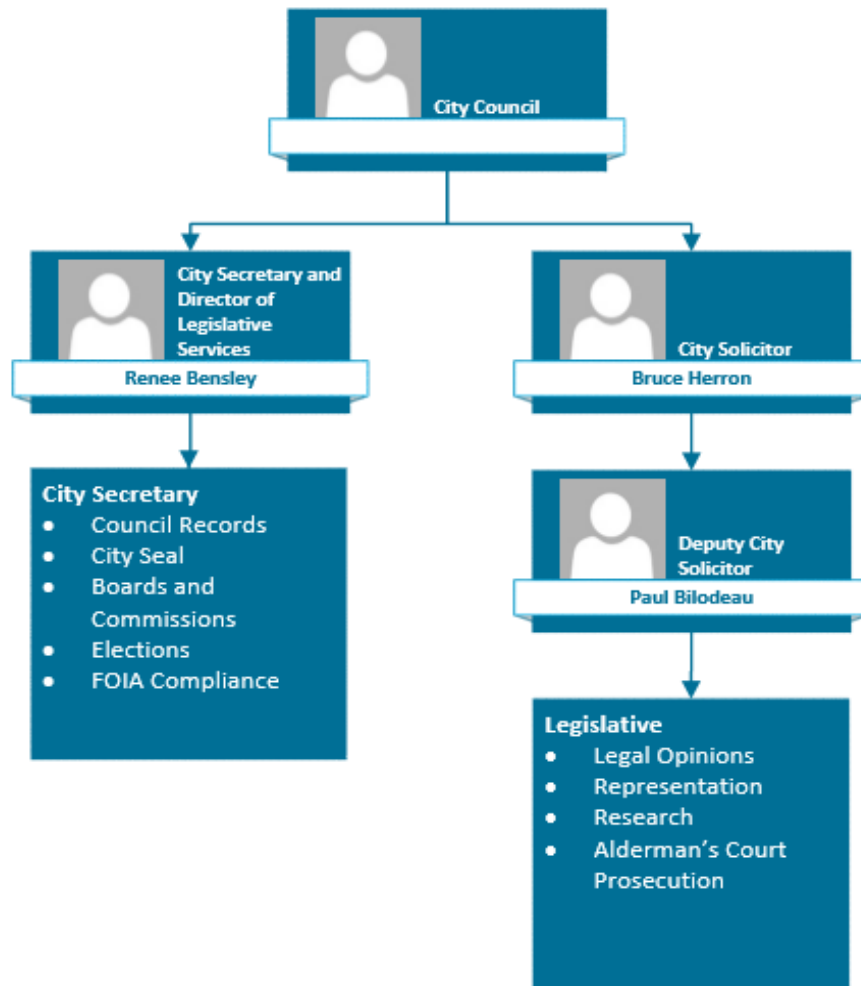 City Council
City Secretary and
Director of
Legislative
Services
Renee Bensley
City Solicitor
Bruce Herron
City Secretary
• Council Records
• City Seal
• Boards and
Commissions
• Elections
• FOIA Compliance
Deputy City
Solicitor
Paul Bilodeau
Legislative
• Legal Opinions
• Representation
• Research
• Alderman’s Court
Prosecution